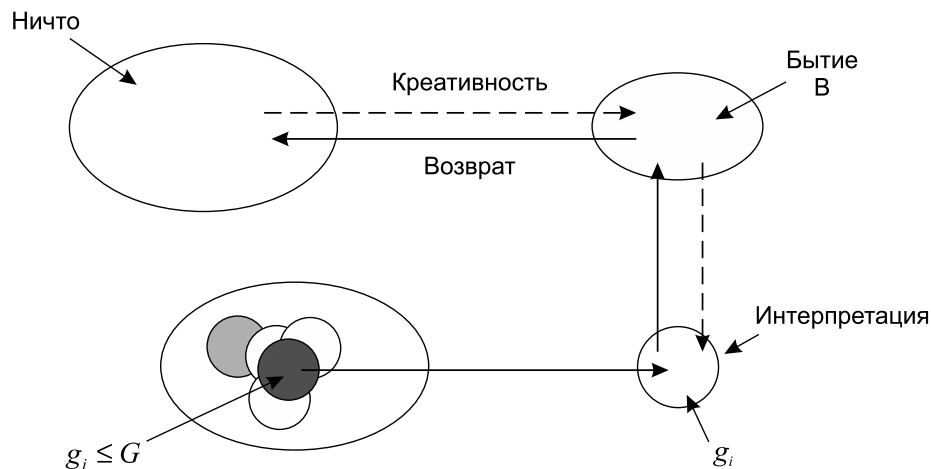 Ничто
Креативность
Бытие
В
Возврат
Интерпретация
g_i ≤ G
g_i